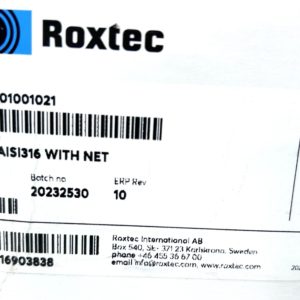 Roxtec
01001021
AISI316 WITH NET
Batch no ERP Rev
20232530 10
Roxtec International AB
Box 540, SE- 371 23 Karlskrona, Sweden
phone +46 455 36 67 00
email info@roxtec.com, www.roxtec.com
16903838